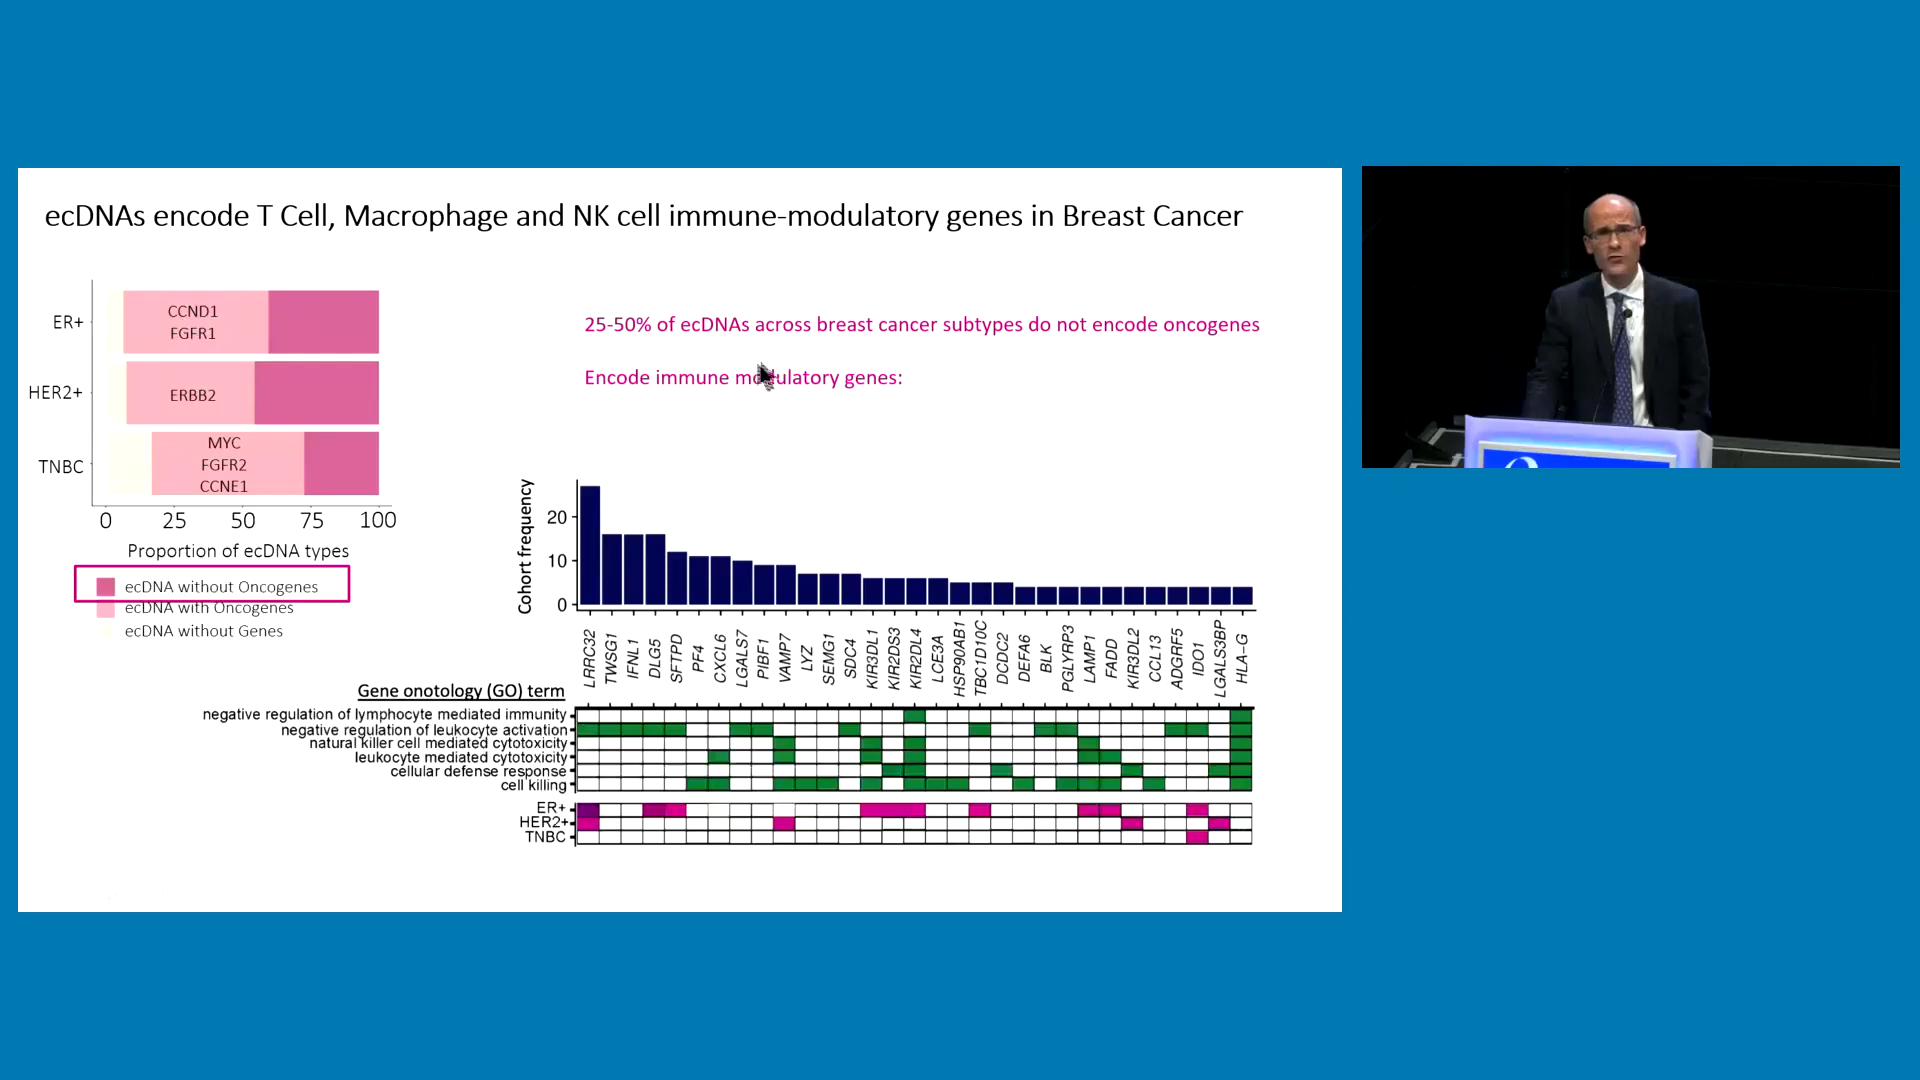 ecDNAs encode T Cell, Macrophage and NK cell immune-modulatory genes in Breast Cancer
ER+
CCND1
FGFR1
HER2+
ERBB2
TNBC
MYC
FGFR2
CCNE1
0 25 50 75 100
Proportion of ecDNA types
ecDNA without Oncogenes
ecDNA with Oncogenes
ecDNA without Genes
25-50% of ecDNAs across breast cancer subtypes do not encode oncogenes
Encode immune modulatory genes:
Cohort frequency
20
10
0
LRRC32
TWSG1
IFNL1
DLG5
SFTPD
PF4
CXCL6
LGALS7
PIBF1
VAMP7
LYZ
SEMG1
SDC4
KIR3DL1
KIR2DS3
KIR2DL4
LCE3A
HSP90AB1
TBC1D10C
DCDC2
DEFA6
BLK
PGLYRP3
LAMP1
FADD
KIR3DL2
CCL13
ADGRF5
IDO1
LGALS3BP
HLA-G
Gene onotology (GO) term
negative regulation of lymphocyte mediated immunity
negative regulation of leukocyte activation
natural killer cell mediated cytotoxicity
leukocyte mediated cytotoxicity
cellular defense response
cell killing
ER+
HER2+
TNBC